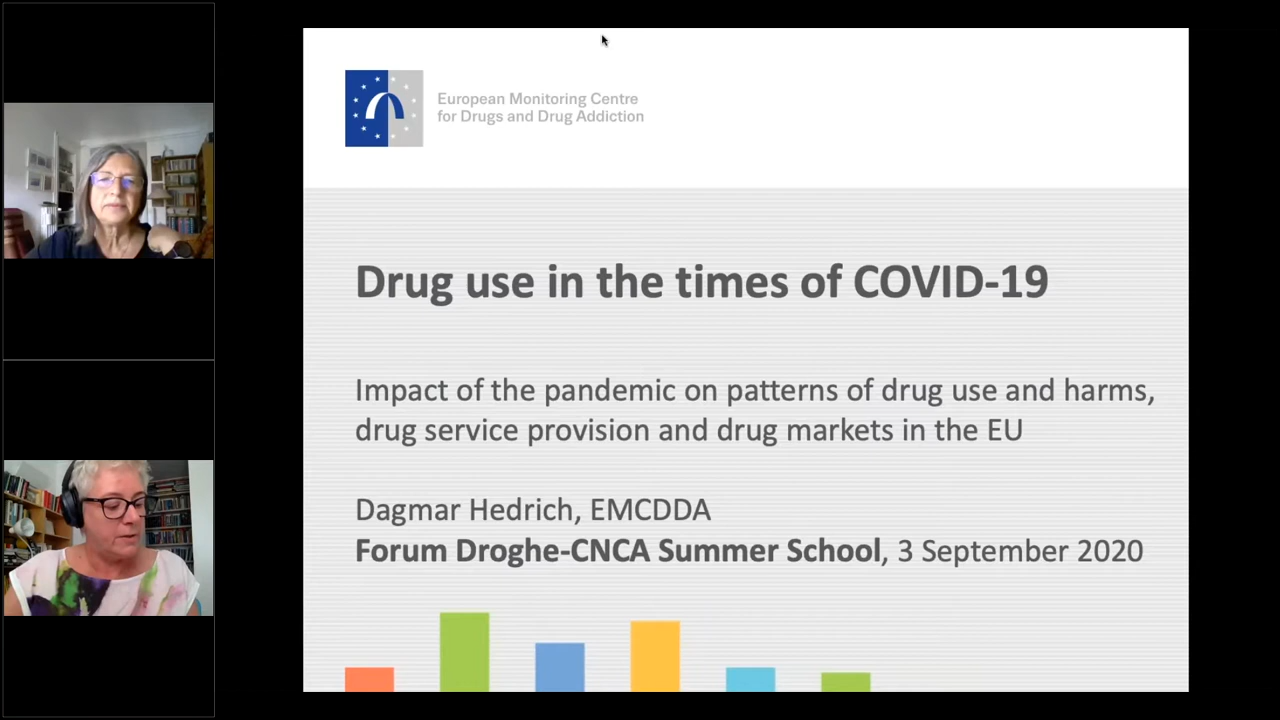 European Monitoring Centre
for Drugs and Drug Addiction
Drug use in the times of COVID-19
Impact of the pandemic on patterns of drug use and harms,
drug service provision and drug markets in the EU
Dagmar Hedrich, EMCDDA
Forum Droghe-CNCA Summer School, 3 September 2020